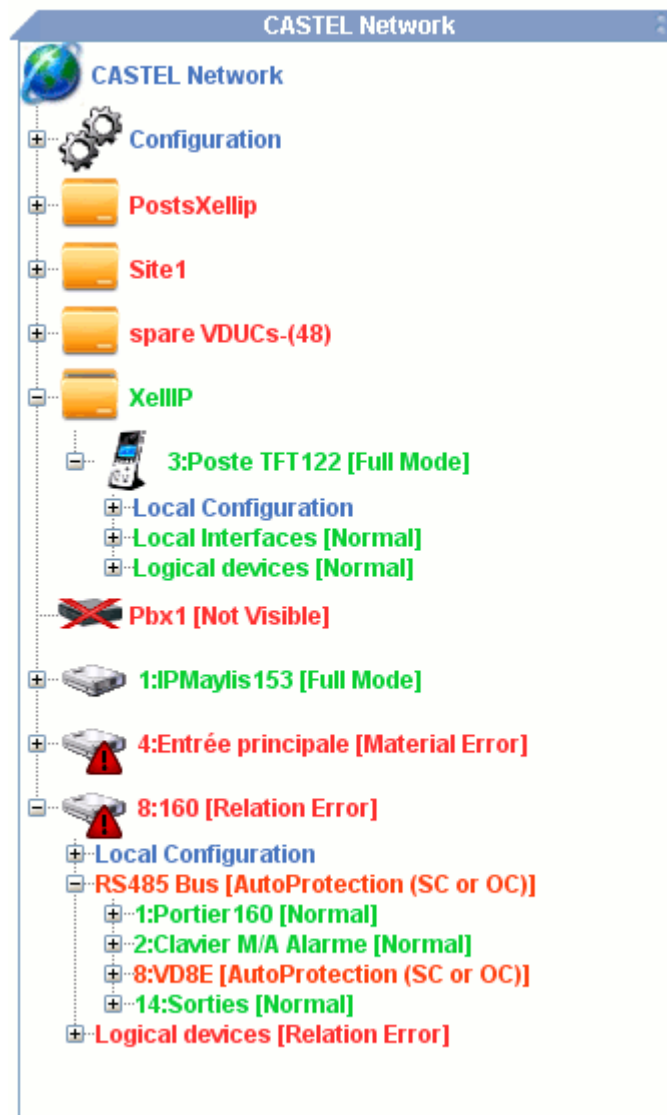 CASTEL Network
CASTEL Network
Configuration
PostsXellip
Site1
spare VDUCs-(48)
XellIP
3:Poste TFT122 [Full Mode]
Local Configuration
Local Interfaces [Normal]
Logical devices [Normal]
Pbx1 [Not Visible]
1:IPMaylis153 [Full Mode]
4:Entrée principale [Material Error]
8:160 [Relation Error]
Local Configuration
RS485 Bus [AutoProtection (SC or OC)]
1:Portier160 [Normal]
2:Clavier M/A Alarme [Normal]
8:VD8E [AutoProtection (SC or OC)]
14:Sorties [Normal]
Logical devices [Relation Error]